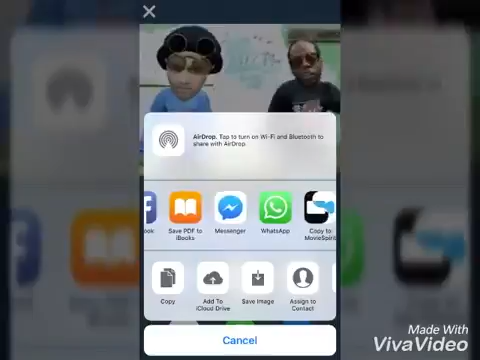 AirDrop. Tap to turn on Wi-Fi and Bluetooth to
share with AirDrop.
ook
Save PDF to
iBooks
Messenger
WhatsApp
Copy to
MovieSpirit
Copy
Add To
iCloud Drive
Save Image
Assign to
Contact
Cancel
Made With
VivaVideo